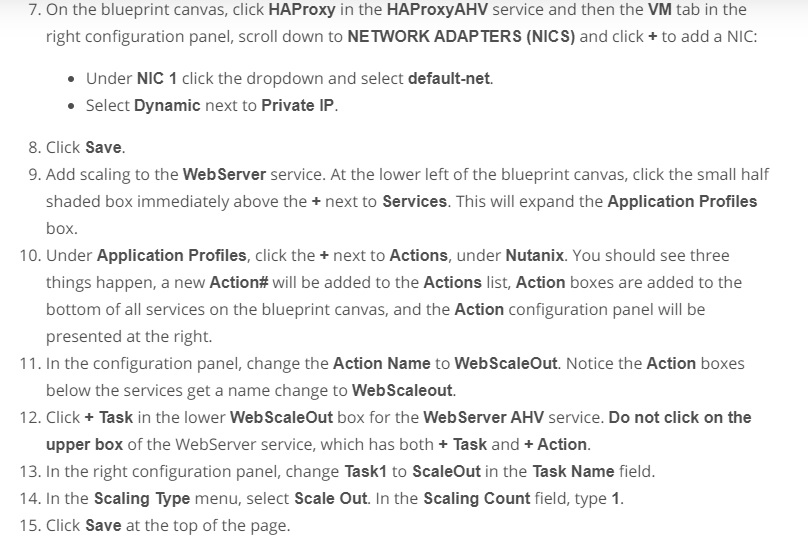 7. On the blueprint canvas, click HAProxy in the HAProxyAHV service and then the VM tab in the
right configuration panel, scroll down to NETWORK ADAPTERS (NICS) and click + to add a NIC:
• Under NIC 1 click the dropdown and select default-net.
• Select Dynamic next to Private IP.
8. Click Save.
9. Add scaling to the WebServer service. At the lower left of the blueprint canvas, click the small half
shaded box immediately above the + next to Services. This will expand the Application Profiles
box.
10. Under Application Profiles, click the + next to Actions, under Nutanix. You should see three
things happen, a new Action# will be added to the Actions list, Action boxes are added to the
bottom of all services on the blueprint canvas, and the Action configuration panel will be
presented at the right.
11. In the configuration panel, change the Action Name to WebScaleOut. Notice the Action boxes
below the services get a name change to WebScaleout.
12. Click + Task in the lower WebScaleOut box for the WebServer AHV service. Do not click on the
upper box of the WebServer service, which has both + Task and + Action.
13. In the right configuration panel, change Task1 to ScaleOut in the Task Name field.
14. In the Scaling Type menu, select Scale Out. In the Scaling Count field, type 1.
15. Click Save at the top of the page.